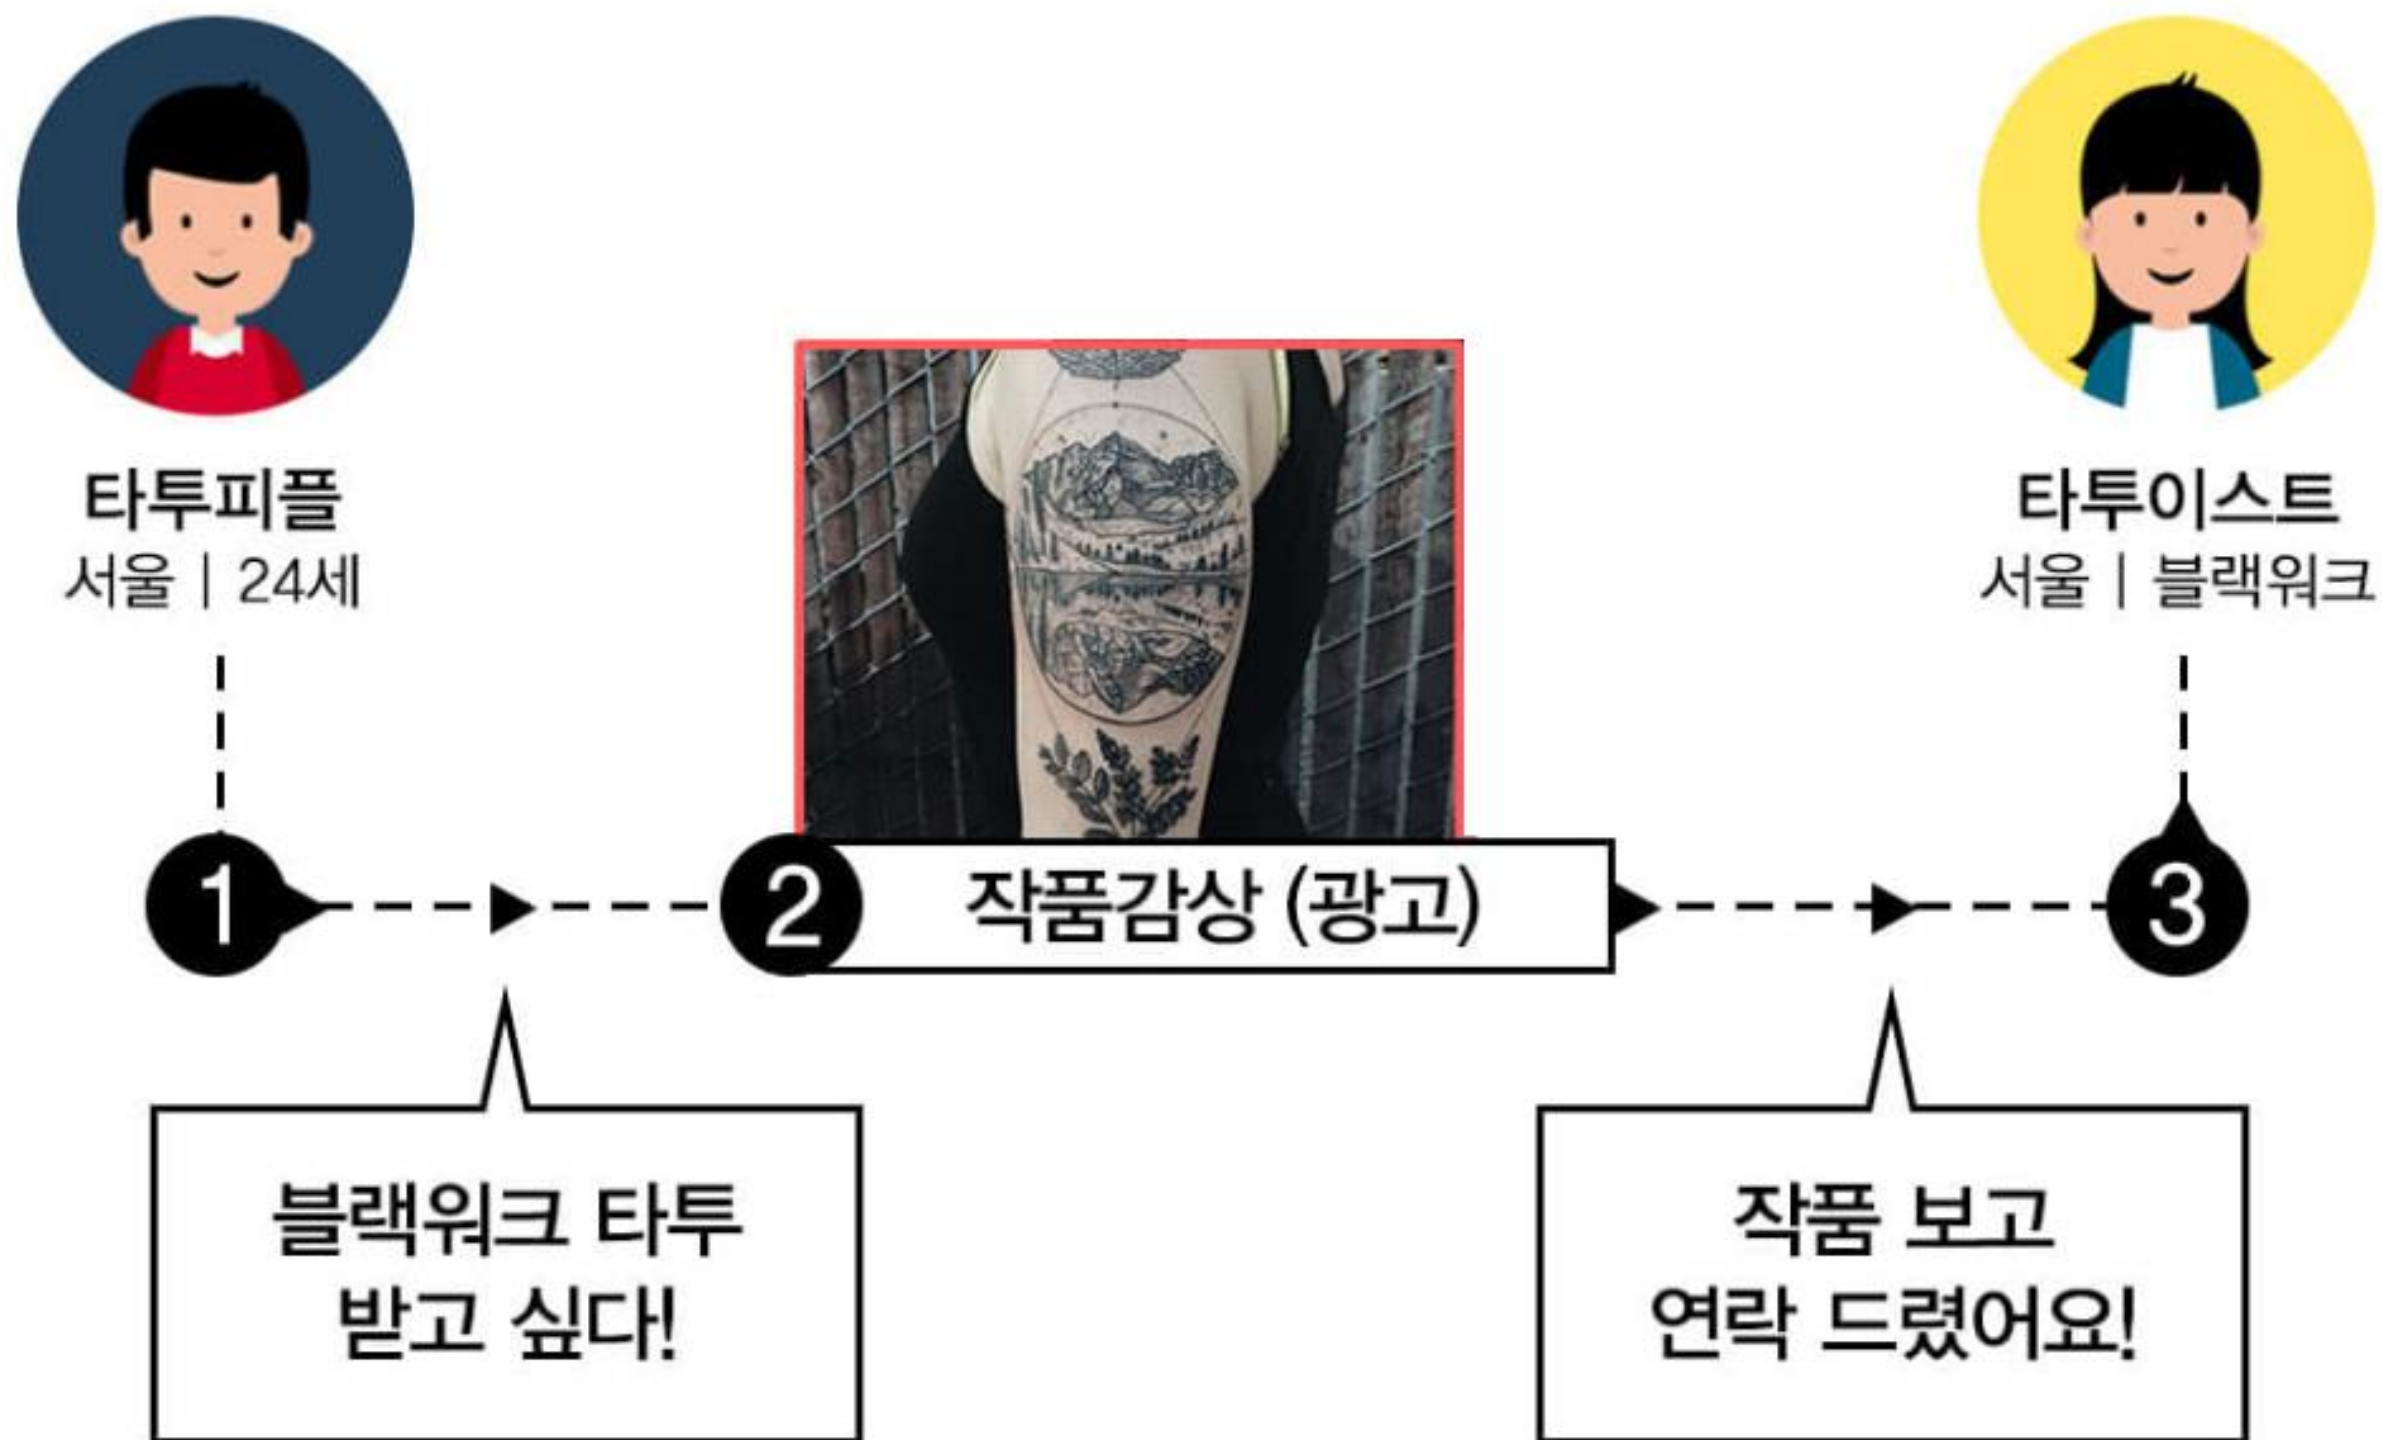 타투피플
서울 | 24세
타투이스트
서울 | 블랙워크
1
2
작품감상 (광고)
3
블랙워크 타투
받고 싶다!
작품 보고
연락 드렸어요!